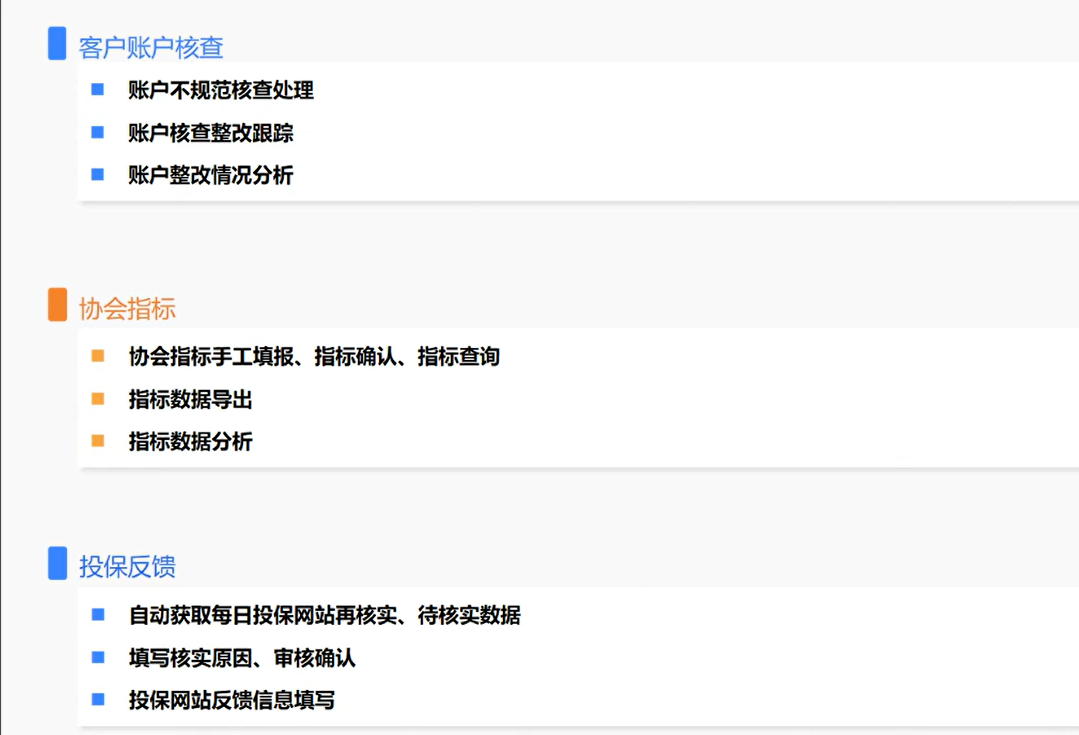 客户账户核查
账户不规范核查处理
账户核查整改跟踪
账户整改情况分析
协会指标
协会指标手工填报、指标确认、指标查询
指标数据导出
指标数据分析
投保反馈
自动获取每日投保网站再核实、待核实数据
填写核实原因、审核确认
投保网站反馈信息填写